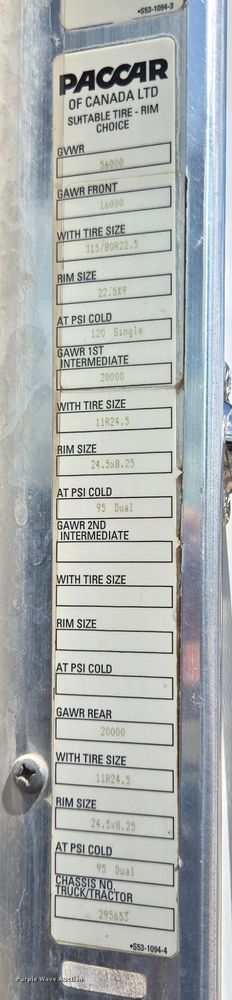 *S53-1094-3
PACCAR
OF CANADA LTD
SUITABLE TIRE - RIM
CHOICE
GVWR
56000
GAWR FRONT
16000
WITH TIRE SIZE
315/80R22.5
RIM SIZE
22.5X9
AT PSI COLD
120 Single
GAWR 1ST
INTERMEDIATE
20000
WITH TIRE SIZE
11R24.5
RIM SIZE
24.5x8.25
AT PSI COLD
95 Dual
GAWR 2ND
INTERMEDIATE
WITH TIRE SIZE
RIM SIZE
AT PSI COLD
GAWR REAR
20000
WITH TIRE SIZE
11R24.5
RIM SIZE
24.5x8.25
AT PSI COLD
95 Dual
CHASSIS NO.
TRUCK/TRACTOR
295653
*S53-1094-4
Purple Wave Auction